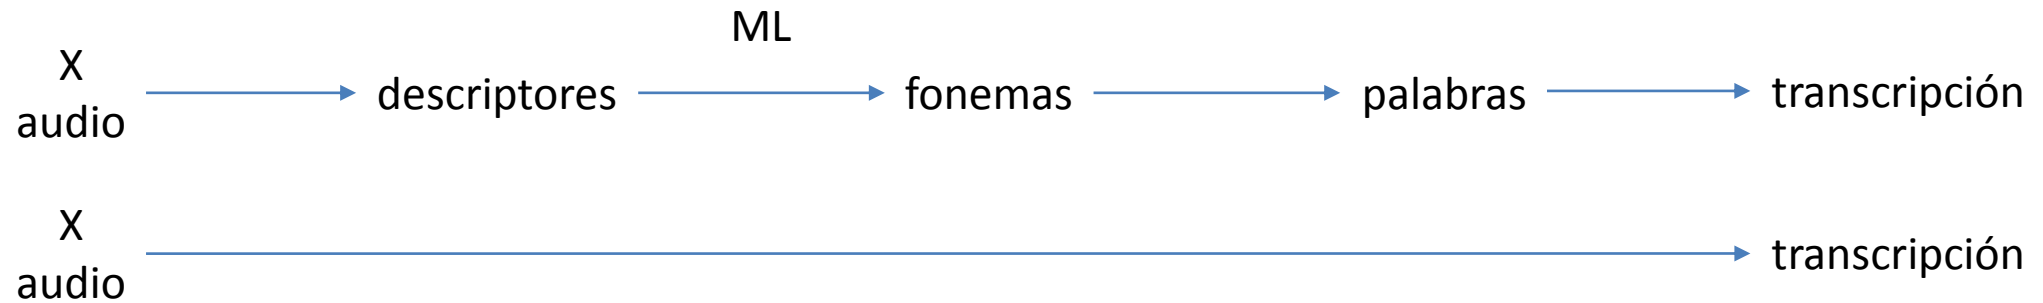 ML
X
audio
descriptores
fonemas
palabras
transcripción
X
audio
transcripción